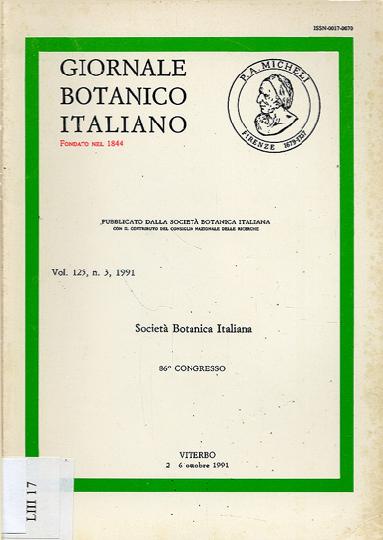 ISSN-0017-0070
GIORNALE
BOTANICO
ITALIANO
FONDATO NEL 1844
P. A. MICHELI
FIRENZE 1679-1737
PUBBLICATO DALLA SOCIETÀ BOTANICA ITALIANA
CON IL CONTRIBUTO DEL CONSIGLIO NAZIONALE DELLE RICERCHE
Vol. 125, n. 3, 1991
Società Botanica Italiana
86° CONGRESSO
VITERBO
2 6 ottobre 1991
LIII 17